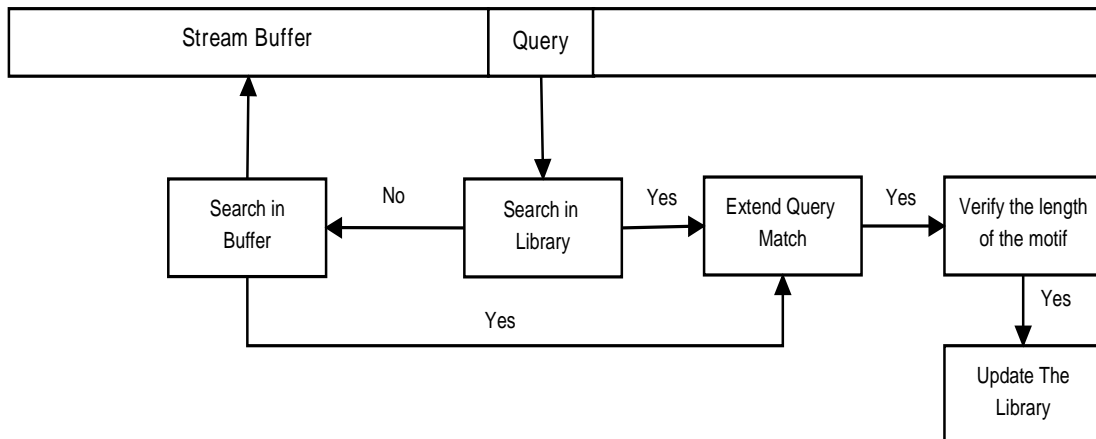 Stream Buffer
Query
Search in
Buffer
No
Search in
Library
Yes
Extend Query
Match
Yes
Verify the length
of the motif
Yes
Yes
Update The
Library